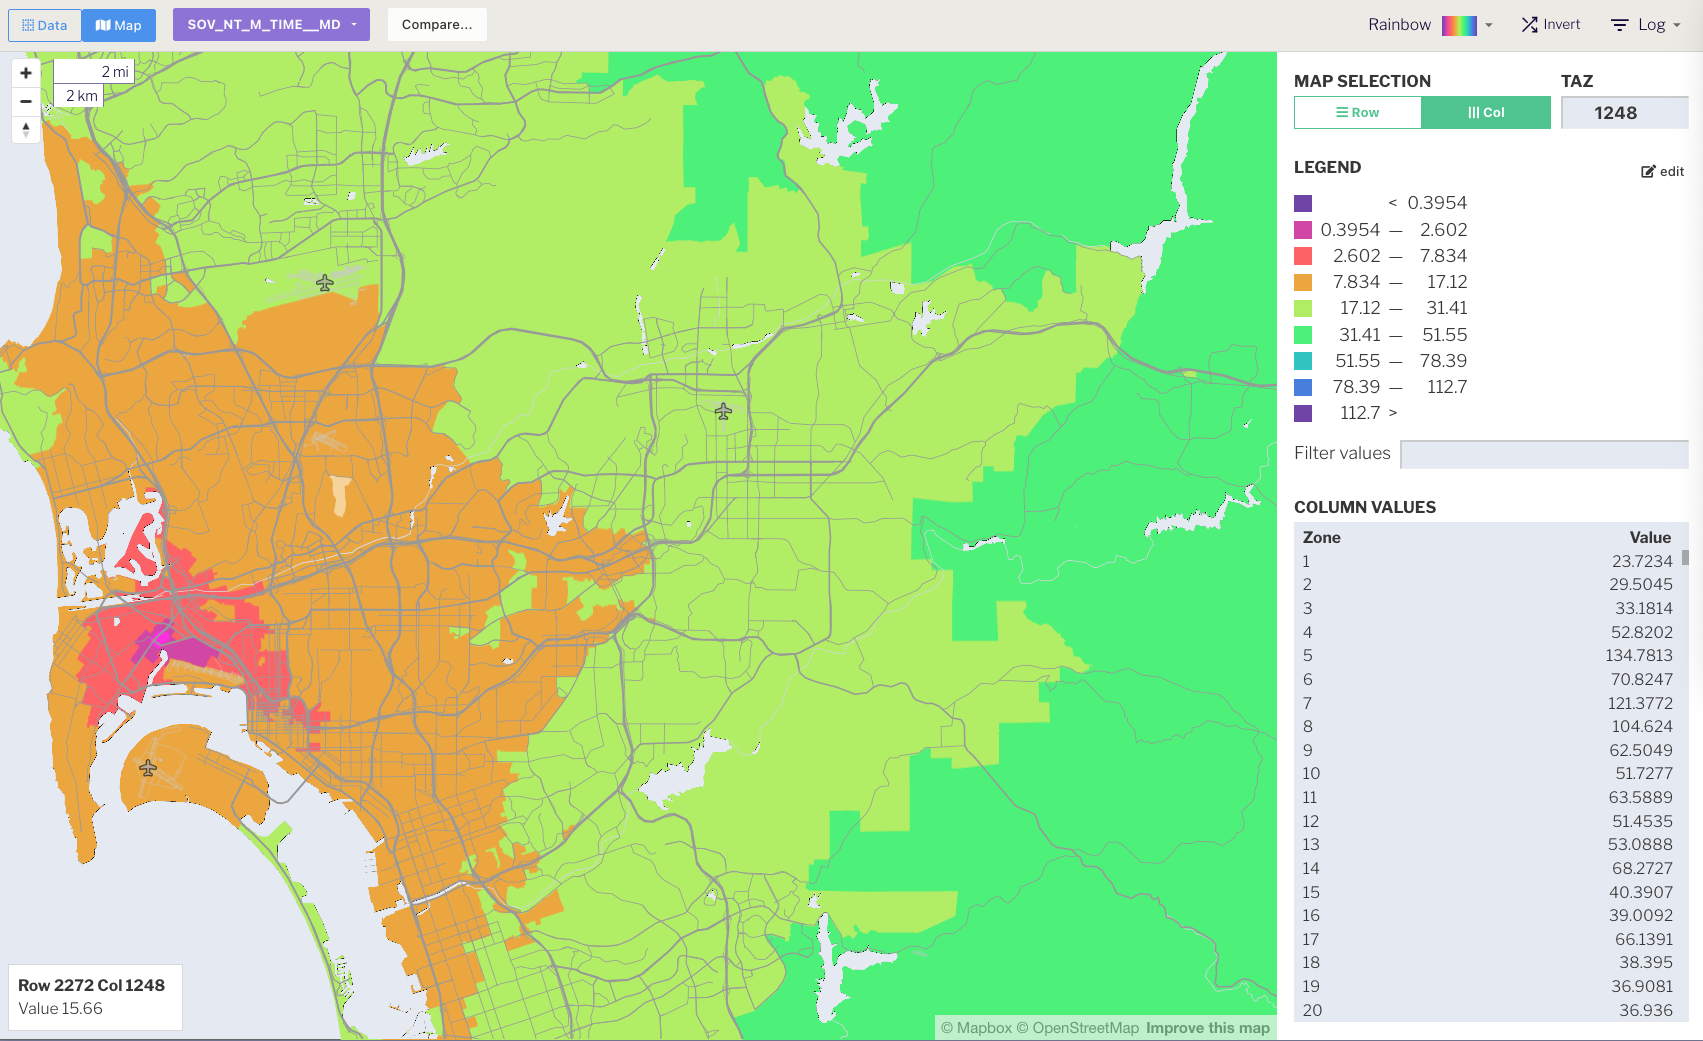 Data
Map
SOV_NT_M_TIME__MD
Compare...
Rainbow
Invert
Log
2 mi
2 km
MAP SELECTION
TAZ
Row
Col
1248
LEGEND
edit
< 0.3954
0.3954 — 2.602
2.602 — 7.834
7.834 — 17.12
17.12 — 31.41
31.41 — 51.55
51.55 — 78.39
78.39 — 112.7
112.7 >
Filter values
COLUMN VALUES
Zone Value
1 23.7234
2 29.5045
3 33.1814
4 52.8202
5 134.7813
6 70.8247
7 121.3772
8 104.624
9 62.5049
10 51.7277
11 63.5889
12 51.4535
13 53.0888
14 68.2727
15 40.3907
16 39.0092
17 66.1391
18 38.395
19 36.9081
20 36.936
Row 2272 Col 1248
Value 15.66
© Mapbox © OpenStreetMap Improve this map